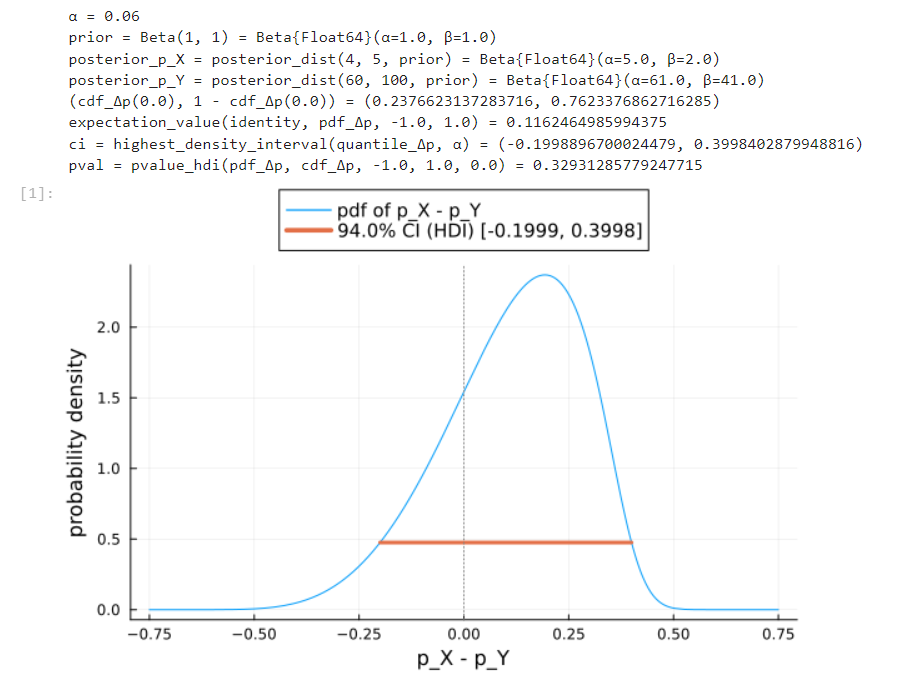 α = 0.06
prior = Beta(1, 1) = Beta{Float64}(α=1.0, β=1.0)
posterior_p_X = posterior_dist(4, 5, prior) = Beta{Float64}(α=5.0, β=2.0)
posterior_p_Y = posterior_dist(60, 100, prior) = Beta{Float64}(α=61.0, β=41.0)
(cdf_Δp(0.0), 1 - cdf_Δp(0.0)) = (0.2376623137283716, 0.7623376862716285)
expectation_value(identity, pdf_Δp, -1.0, 1.0) = 0.1162464985994375
ci = highest_density_interval(quantile_Δp, α) = (-0.1998896700024479, 0.3998402879948816)
pval = pvalue_hdi(pdf_Δp, cdf_Δp, -1.0, 1.0, 0.0) = 0.32931285779247715
[1]:
pdf of p_X - p_Y
94.0% CI (HDI) [-0.1999, 0.3998]
probability density
2.0
1.5
1.0
0.5
0.0
−0.75 −0.50 −0.25 0.00 0.25 0.50 0.75
p_X - p_Y